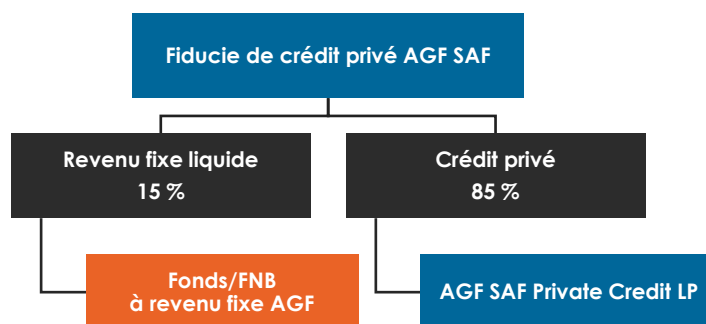 Fiducie de crédit privé AGF SAF
Revenu fixe liquide
15 %
Crédit privé
85 %
Fonds/FNB
à revenu fixe AGF
AGF SAF Private Credit LP